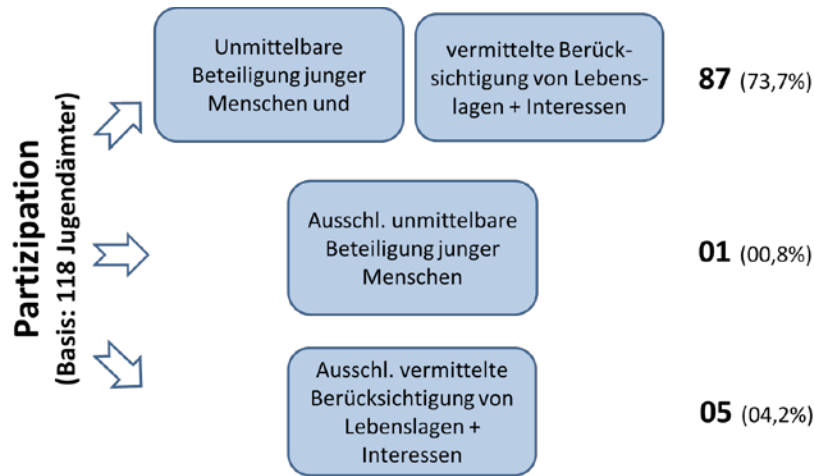 Partizipation
(Basis: 118 Jugendämter)
Unmittelbare
Beteiligung junger
Menschen und
vermittelte Berück-
sichtigung von Lebens-
lagen + Interessen
87 (73,7%)
Ausschl. unmittelbare
Beteiligung junger
Menschen
01 (00,8%)
Ausschl. vermittelte
Berücksichtigung von
Lebenslagen +
Interessen
05 (04,2%)